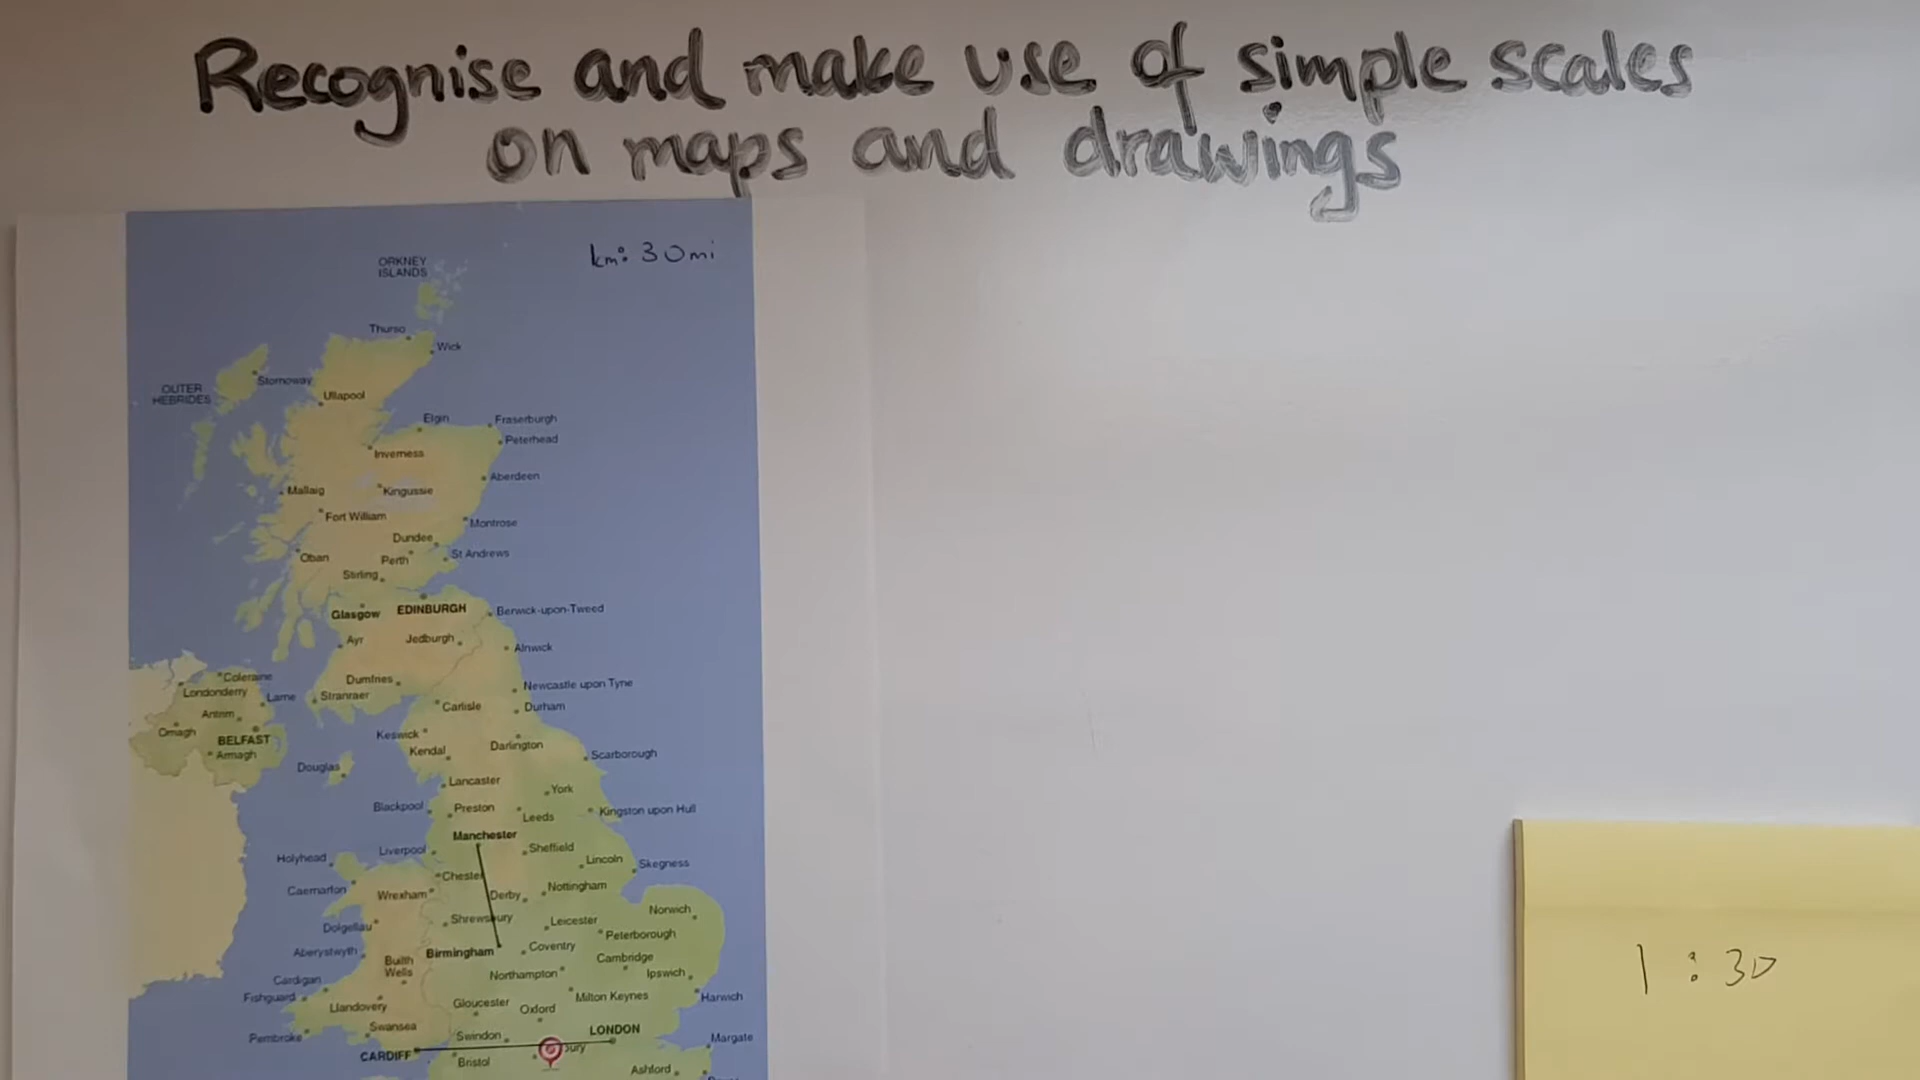 Recognise and make use of simple scales
on maps and drawings
km: 30mi
ORKNEY
ISLANDS
Thurso
Wick
Stornoway
OUTER
HEBRIDES
Ullapool
Elgin
Fraserburgh
Peterhead
Inverness
Aberdeen
Mallaig
Kingussie
Fort William
Montrose
Dundee
Oban
Perth
St Andrews
Stirling
Glasgow
EDINBURGH
Berwick-upon-Tweed
Ayr
Jedburgh
Alnwick
Coleraine
Londonderry
Larne
Dumfries
Stranraer
Newcastle upon Tyne
Antrim
Carlisle
Durham
Omagh
BELFAST
Armagh
Keswick
Kendal
Darlington
Scarborough
Douglas
Lancaster
York
Blackpool
Preston
Leeds
Kingston upon Hull
Manchester
Liverpool
Sheffield
Holyhead
Lincoln
Skegness
Chester
Caernarfon
Wrexham
Derby
Nottingham
Norwich
Shrewsbury
Leicester
Dolgellau
Peterborough
Aberystwyth
Birmingham
Coventry
Builth
Wells
Cambridge
Northampton
Ipswich
Cardigan
Fishguard
Llandovery
Gloucester
Oxford
Milton Keynes
Harwich
Swansea
Pembroke
Swindon
LONDON
Margate
CARDIFF
Bristol
bury
Ashford
1 : 30